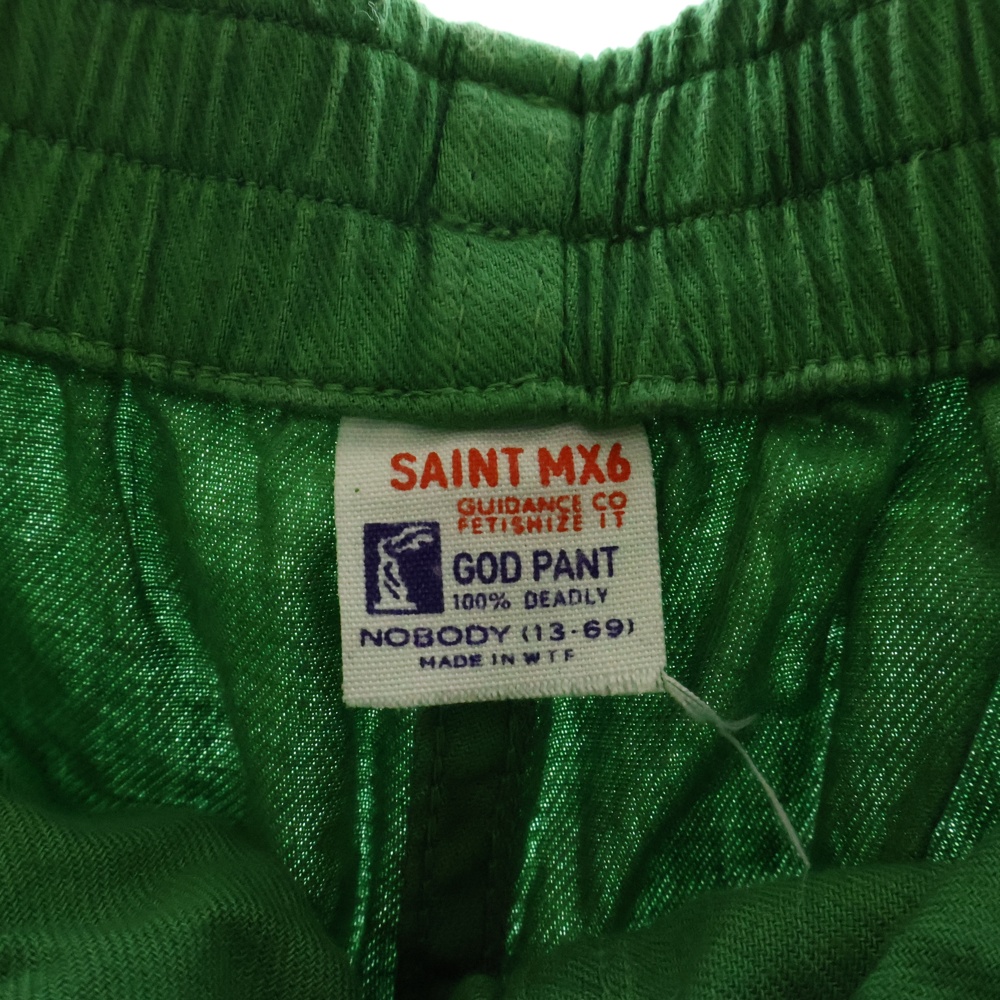 SAINT MX6
GUIDANCE CO
FETISHIZE IT
GOD PANT
100% DEADLY
NOBODY (13-69)
MADE IN WTF